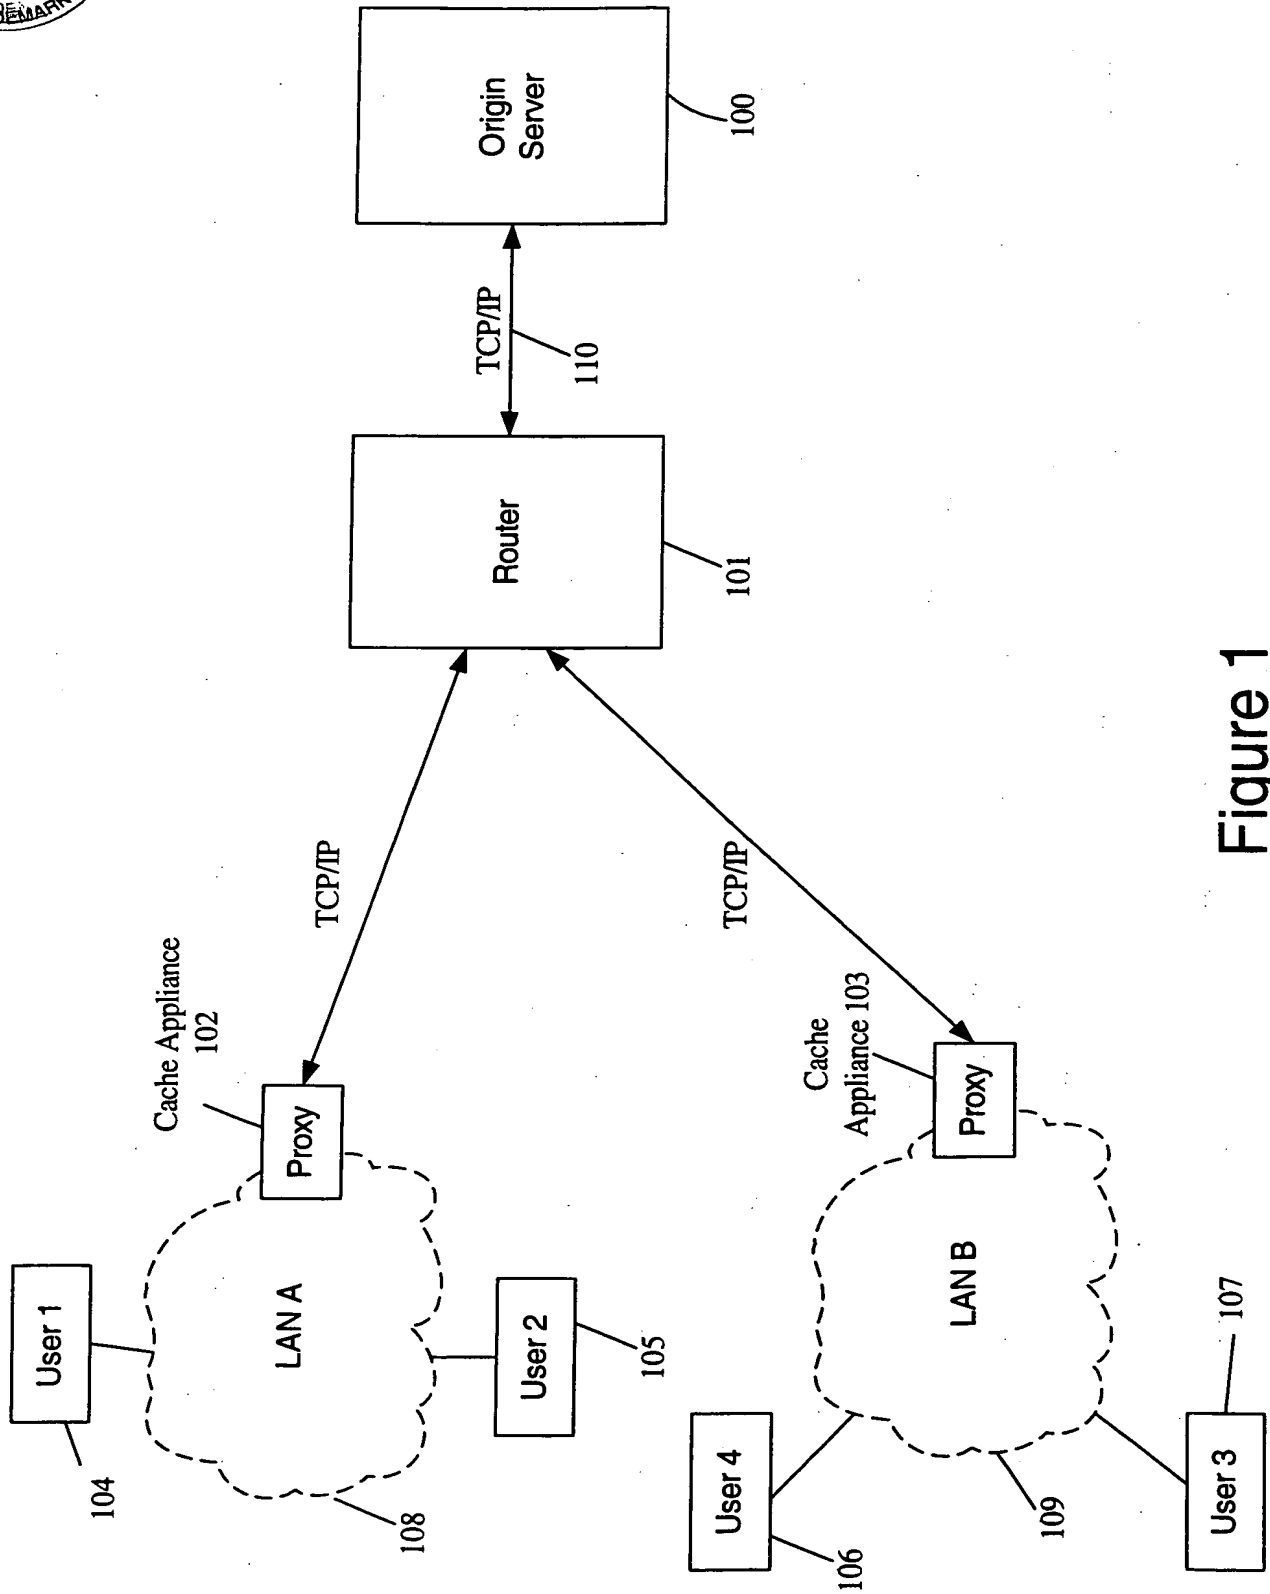 User 1
104
LAN A
108
User 2
105
Proxy
Cache Appliance
102
TCP/IP
Router
101
TCP/IP
110
Origin
Server
100
User 4
106
LAN B
109
User 3
107
Proxy
Cache
Appliance 103
TCP/IP
Figure 1